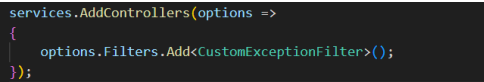 services.AddControllers(options =>
{
    options.Filters.Add<CustomExceptionFilter>();
});